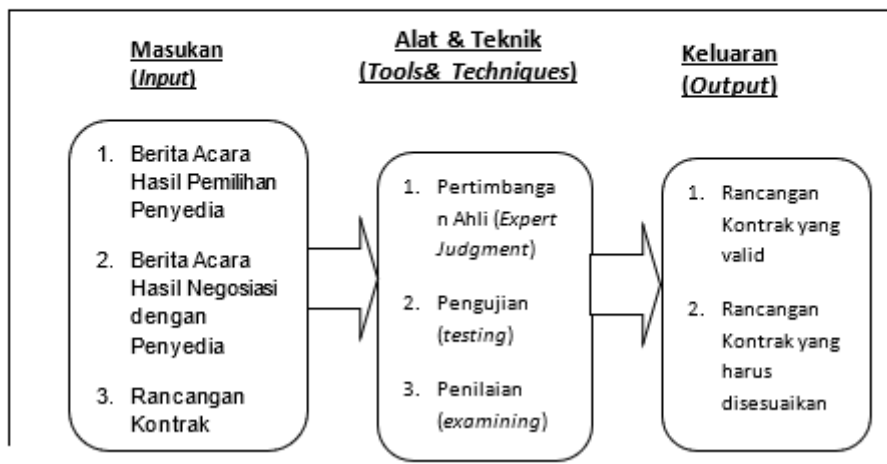 Masukan
(Input)
1. Berita Acara
Hasil Pemilihan
Penyedia
2. Berita Acara
Hasil Negosiasi
dengan
Penyedia
3. Rancangan
Kontrak
Alat & Teknik
(Tools& Techniques)
1. Pertimbanga
n Ahli (Expert
Judgment)
2. Pengujian
(testing)
3. Penilaian
(examining)
Keluaran
(Output)
1. Rancangan
Kontrak yang
valid
2. Rancangan
Kontrak yang
harus
disesuaikan